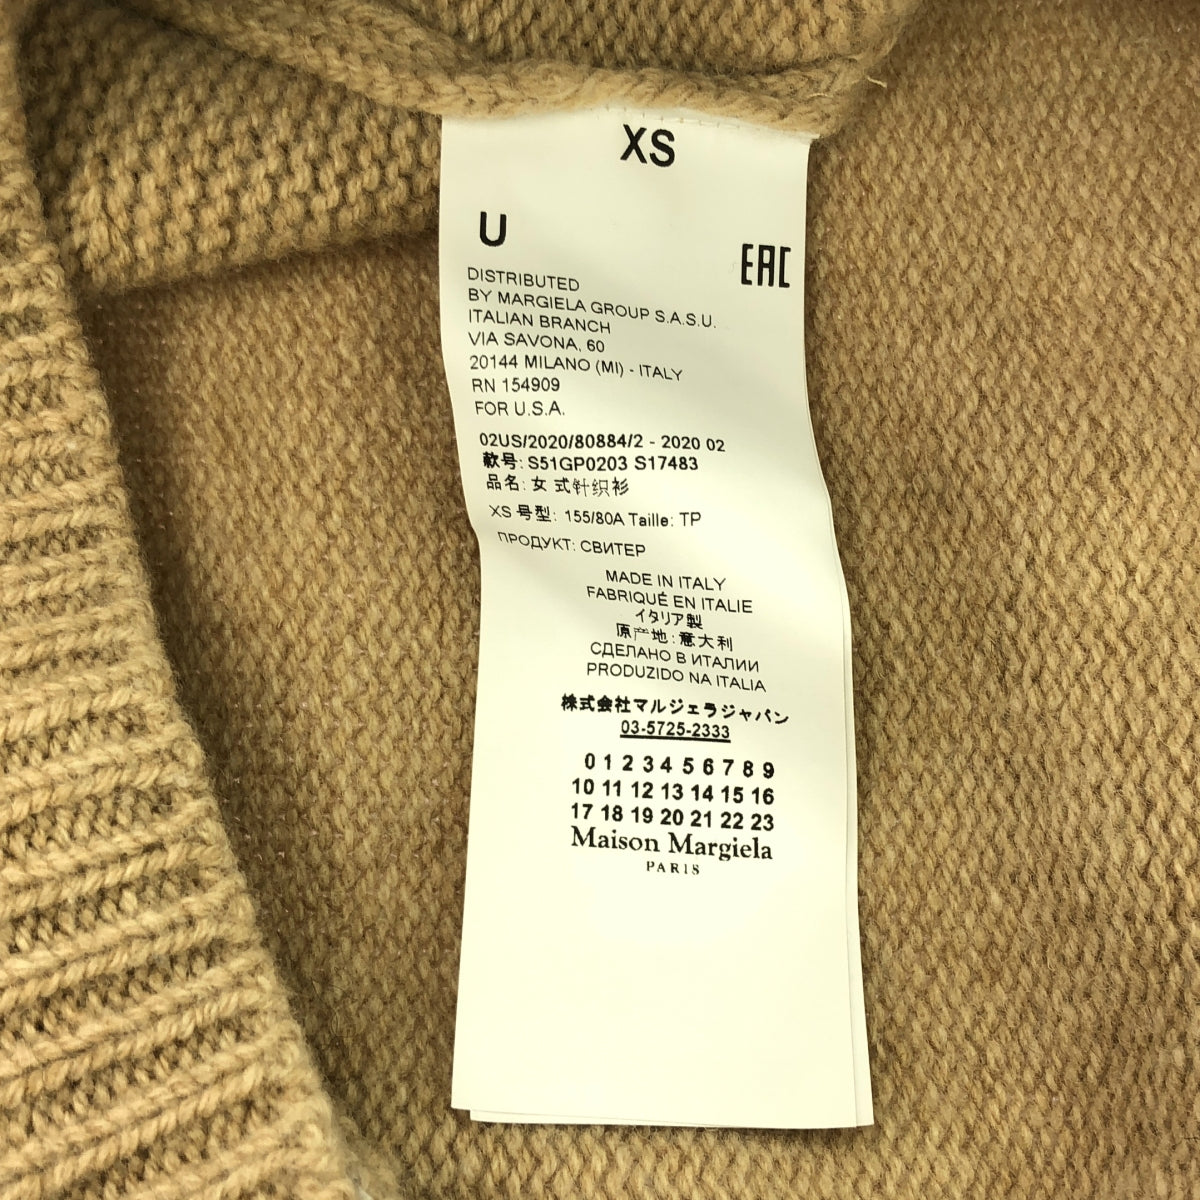 XS
U
EAC
DISTRIBUTED
BY MARGIELA GROUP S.A.S.U.
ITALIAN BRANCH
VIA SAVONA, 60
20144 MILANO (MI) - ITALY
RN 154909
FOR U.S.A.
02US/2020/80884/2 - 2020 02
款号: S51GP0203 S17483
品名: 女 式针织衫
XS 号型: 155/80A Taille: TP
ПРОДУКТ: СВИТЕР
MADE IN ITALY
FABRIQUÉ EN ITALIE
イタリア製
原产地: 意大利
СДЕЛАНО В ИТАЛИИ
PRODUZIDO NA ITALIA
株式会社マルジェラジャパン
03-5725-2333
0 1 2 3 4 5 6 7 8 9
10 11 12 13 14 15 16
17 18 19 20 21 22 23
Maison Margiela
PARIS